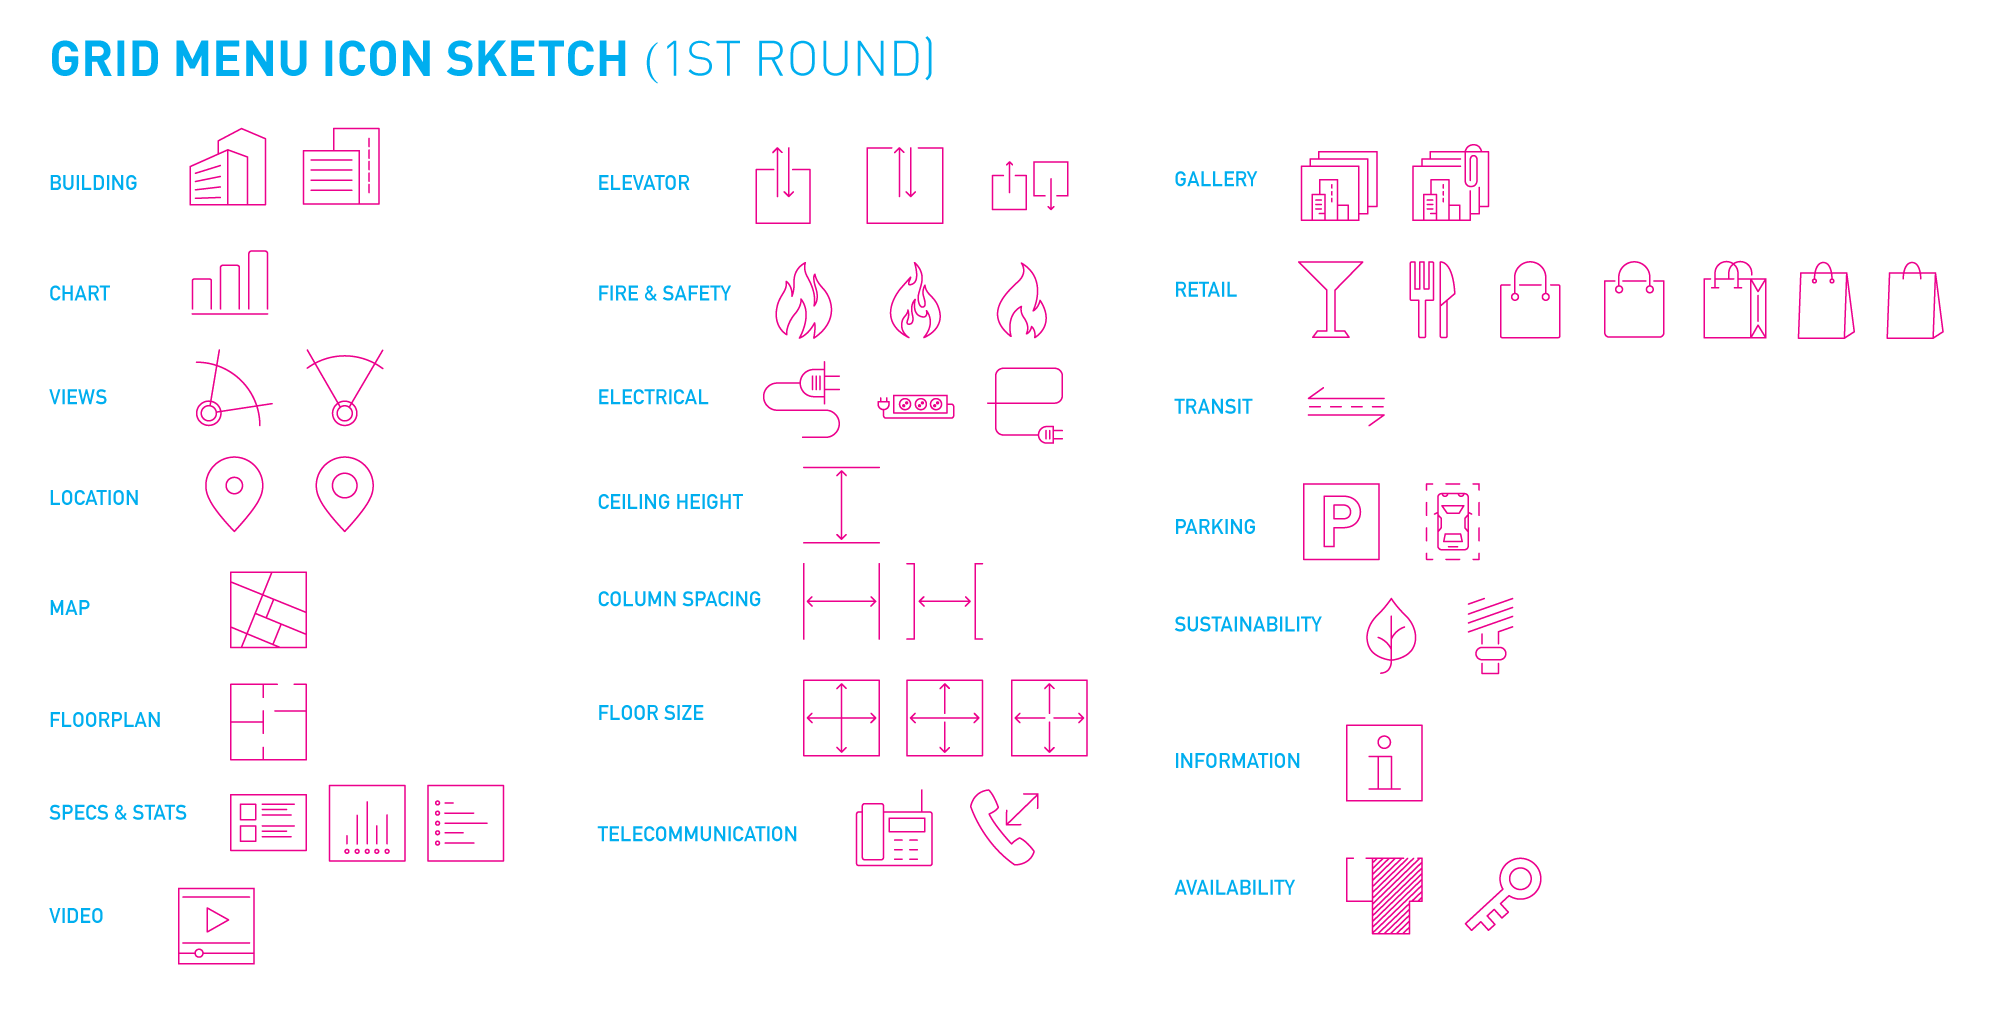 GRID MENU ICON SKETCH (1ST ROUND)
BUILDING
CHART
VIEWS
LOCATION
MAP
FLOORPLAN
SPECS & STATS
VIDEO
ELEVATOR
FIRE & SAFETY
ELECTRICAL
CEILING HEIGHT
COLUMN SPACING
FLOOR SIZE
TELECOMMUNICATION
GALLERY
RETAIL
TRANSIT
PARKING
P
SUSTAINABILITY
INFORMATION
i
AVAILABILITY